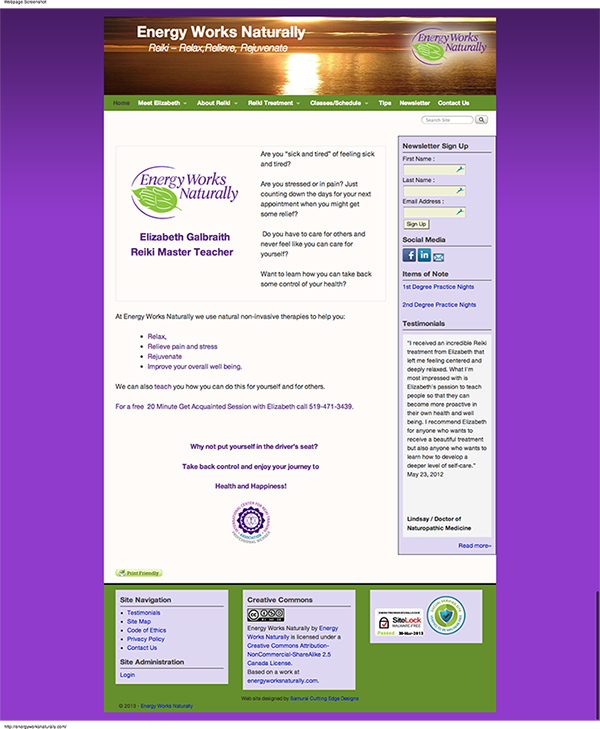 Webpage Screenshot
Energy Works Naturally
Reiki – Relax,Relieve, Rejuvenate
Energy Works
Naturally
Home Meet Elizabeth About Reiki Reiki Treatment Classes/Schedule Tips Newsletter Contact Us
Search Site
Energy Works
Naturally
Elizabeth Galbraith
Reiki Master Teacher
Are you "sick and tired" of feeling sick
and tired?
Are you stressed or in pain? Just
counting down the days for your next
appointment when you might get
some relief?
Do you have to care for others and
never feel like you can care for
yourself?
Want to learn how you can take back
some control of your health?
At Energy Works Naturally we use natural non-invasive therapies to help you:
Relax,
Relieve pain and stress
Rejuvenate
Improve your overall well being.
We can also teach you how you can do this for yourself and for others.
For a free 20 Minute Get Acquainted Session with Elizabeth call 519-471-3439.
Why not put yourself in the driver's seat?
Take back control and enjoy your journey to
Health and Happiness!
Print Friendly
Newsletter Sign Up
First Name :
Last Name :
Email Address :
Sign Up
Social Media
Items of Note
1st Degree Practice Nights
2nd Degree Practice Nights
Testimonials
"I received an incredible Reiki
treatment from Elizabeth that
left me feeling centered and
deeply relaxed. What I'm
most impressed with is
Elizabeth's passion to teach
people so that they can
become more proactive in
their own health and well
being. I recommend Elizabeth
for anyone who wants to
receive a beautiful treatment
but also anyone who wants to
learn how to develop a
deeper level of self-care."
May 23, 2012
Lindsay / Doctor of
Naturopathic Medicine
Read more–
Site Navigation
Testimonials
Site Map
Code of Ethics
Privacy Policy
Contact Us
Site Administration
Login
Creative Commons
Energy Works Naturally by Energy
Works Naturally is licensed under a
Creative Commons Attribution-
NonCommercial-ShareAlike 2.5
Canada License.
Based on a work at
energyworksnaturally.com.
SiteLock
MALWARE-FREE
Passed 30-Mar-2013
Web site designed by Samurai Cutting Edge Designs
© 2013 - Energy Works Naturally
http://energyworksnaturally.com/